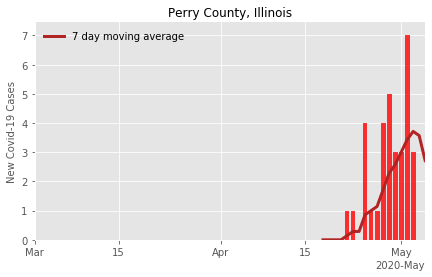 Perry County, Illinois
7 day moving average
New Covid-19 Cases
7
6
5
4
3
2
1
0
Mar 15 Apr 15 May
2020-May